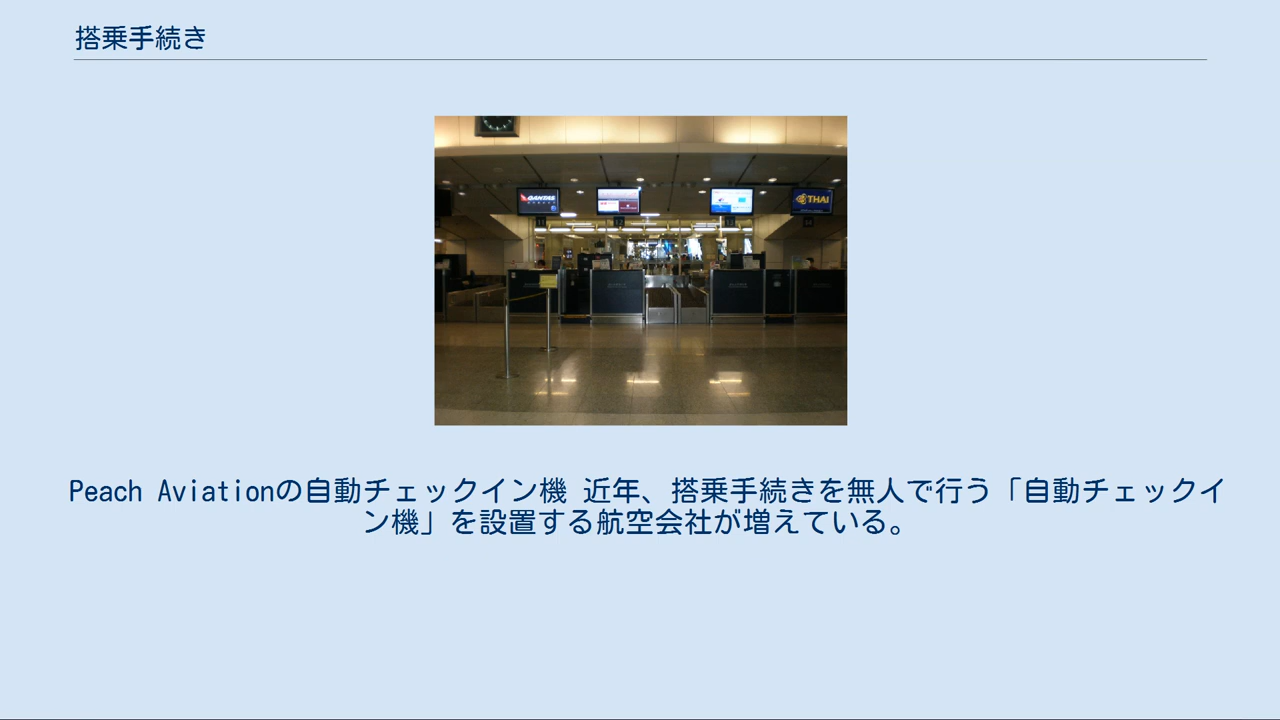 搭乗手続き
QANTAS
THAI
Peach Aviationの自動チェックイン機 近年、搭乗手続きを無人で行う「自動チェックイ
ン機」を設置する航空会社が増えている。